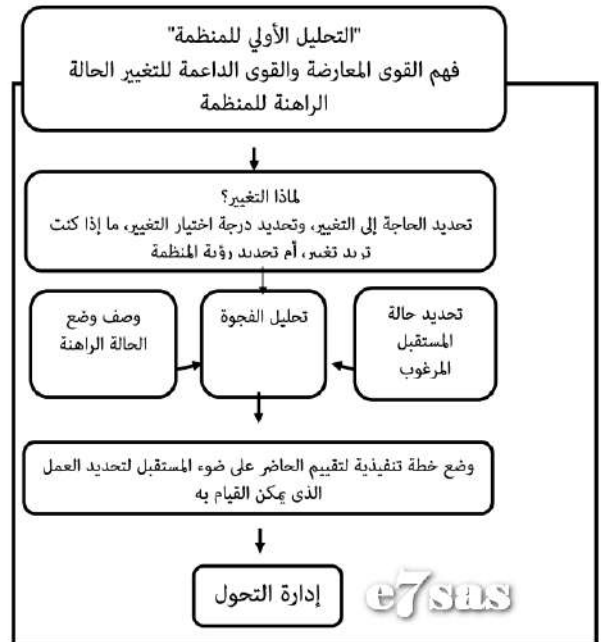 "التحليل الأولي للمنظمة"
فهم القوى المعارضة والقوى الداعمة للتغيير الحالة
الراهنة للمنظمة
لماذا التغيير؟
تحديد الحاجة إلى التغيير، وتحديد درجة اختيار التغيير، ما إذا كنت
تريد تغيير، أم تحديد رؤية المنظمة
تحديد حالة
المستقبل
المرغوب
تحليل الفجوة
وصف وضع
الحالة الراهنة
وضع خطة تنفيذية لتقييم الحاضر على ضوء المستقبل لتحديد العمل
الذى يمكن القيام به
إدارة التحول
e7sas